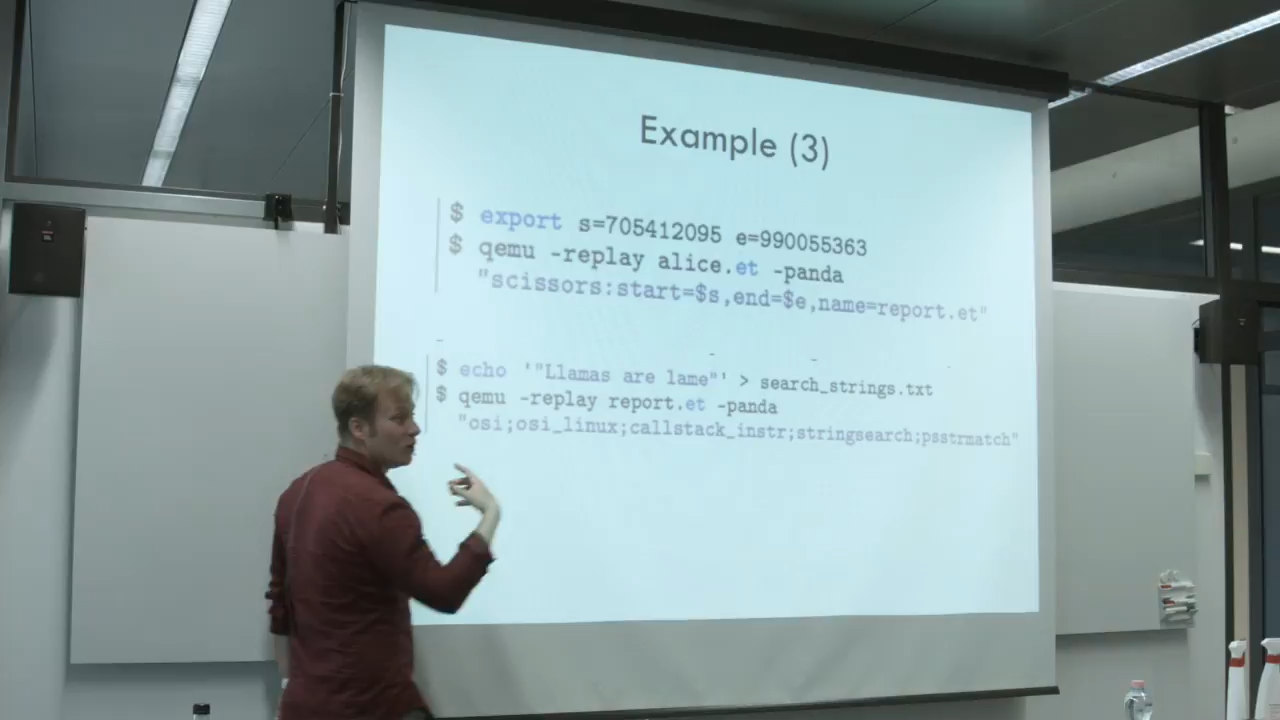 Example (3)
$ export s=705412095 e=990055363
$ qemu -replay alice.et -panda
"scissors:start=$s,end=$e,name=report.et"
$ echo '"Llamas are lame"' > search_strings.txt
$ qemu -replay report.et -panda
"osi;osi_linux;callstack_instr;stringsearch;psstrmatch"